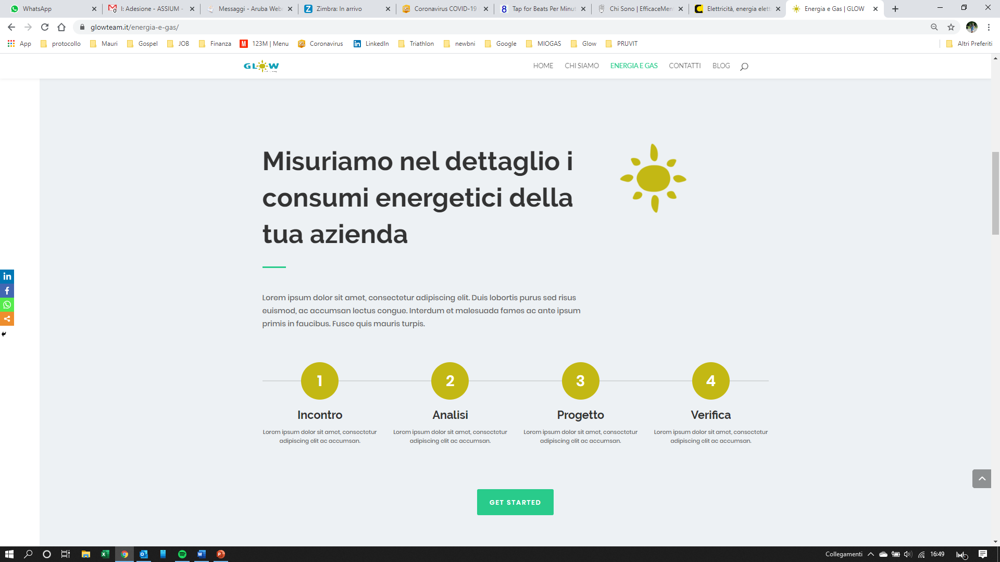 WhatsApp
I: Adesione - ASSIUM -
Messaggi - Aruba Web
Zimbra: In arrivo
Coronavirus COVID-19
Tap for Beats Per Minut
Chi Sono | EfficaceMen
Elettricità, energia elett
Energia e Gas | GLOW
glowteam.it/energia-e-gas/
App
protocollo
Mauri
Gospel
JOB
Finanza
123M | Menu
Coronavirus
LinkedIn
Triathlon
newbni
Google
MIOGAS
Glow
PRUVIT
Altri Preferiti
GLOW
HOME
CHI SIAMO
ENERGIA E GAS
CONTATTI
BLOG
Misuriamo nel dettaglio i
consumi energetici della
tua azienda
Lorem ipsum dolor sit amet, consectetur adipiscing elit. Duis lobortis purus sed risus
euismod, ac accumsan lectus congue. Interdum et malesuada fames ac ante ipsum
primis in faucibus. Fusce quis mauris turpis.
1
2
3
4
Incontro
Analisi
Progetto
Verifica
Lorem ipsum dolor sit amet, consectetur
adipiscing elit ac accumsan.
Lorem ipsum dolor sit amet, consectetur
adipiscing elit ac accumsan.
Lorem ipsum dolor sit amet, consectetur
adipiscing elit ac accumsan.
Lorem ipsum dolor sit amet, consectetur
adipiscing elit ac accumsan.
GET STARTED
Collegamenti
16:49